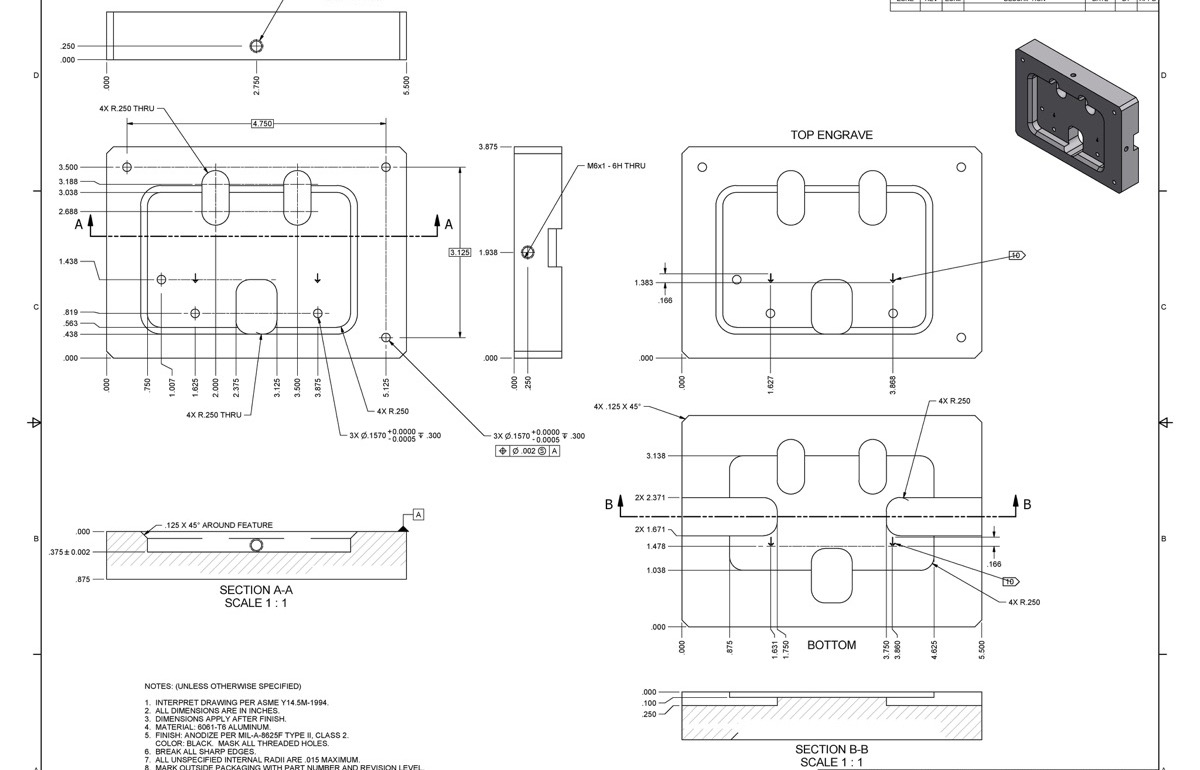 D
D
C
C
B
B
A
A
.250
.000
.000
2.750
5.500
4X R.250 THRU
4.750
3.500
3.188
3.038
2.688
A
A
3.125
1.438
.819
.563
.438
.000
.000
.750
1.007
1.625
2.000
2.375
3.125
3.500
3.875
5.125
4X R.250 THRU
4X R.250
3X Ø.1570 +0.0000 -0.0005 ↧ .300
3X Ø.1570 +0.0000 -0.0005 ↧ .300
⌖ Ø .002 Ⓢ A
3.875
M6x1 - 6H THRU
1.938
.000
.000
.250
TOP ENGRAVE
10
1.383
.166
.000
.000
1.627
3.868
4X .125 X 45°
4X R.250
3.138
B
B
2X 2.371
2X 1.671
1.478
.166
1.038
10
4X R.250
.000
.000
.875
1.631
1.750
BOTTOM
3.750
3.860
4.625
5.500
.000
.125 X 45° AROUND FEATURE
A
.375± 0.002
.875
SECTION A-A
SCALE 1 : 1
.000
.100
.250
SECTION B-B
SCALE 1 : 1
NOTES: (UNLESS OTHERWISE SPECIFIED)
1. INTERPRET DRAWING PER ASME Y14.5M-1994.
2. ALL DIMENSIONS ARE IN INCHES.
3. DIMENSIONS APPLY AFTER FINISH.
4. MATERIAL: 6061-T6 ALUMINUM.
5. FINISH: ANODIZE PER MIL-A-8625F TYPE II, CLASS 2.
COLOR: BLACK. MASK ALL THREADED HOLES.
6. BREAK ALL SHARP EDGES.
7. ALL UNSPECIFIED INTERNAL RADII ARE .015 MAXIMUM.
8. MARK OUTSIDE PACKAGING WITH PART NUMBER AND REVISION LEVEL.